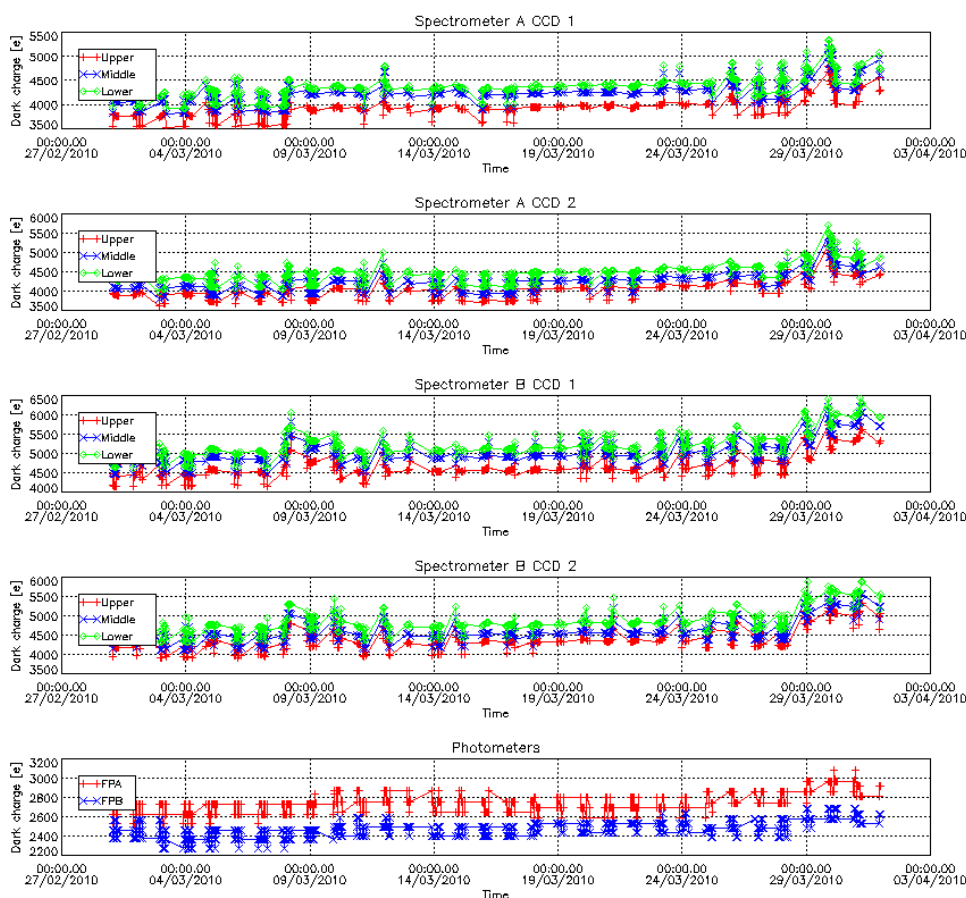 Spectrometer A CCD 1
5500
5000
4500
4000
3500
Dark charge [e]
Upper
Middle
Lower
00:00.00 00:00.00 00:00.00 00:00.00 00:00.00 00:00.00 00:00.00 00:00.00
27/02/2010 04/03/2010 09/03/2010 14/03/2010 19/03/2010 24/03/2010 29/03/2010 03/04/2010
Time
Spectrometer A CCD 2
6000
5500
5000
4500
4000
3500
Dark charge [e]
Upper
Middle
Lower
00:00.00 00:00.00 00:00.00 00:00.00 00:00.00 00:00.00 00:00.00 00:00.00
27/02/2010 04/03/2010 09/03/2010 14/03/2010 19/03/2010 24/03/2010 29/03/2010 03/04/2010
Time
Spectrometer B CCD 1
6500
6000
5500
5000
4500
4000
Dark charge [e]
Upper
Middle
Lower
00:00.00 00:00.00 00:00.00 00:00.00 00:00.00 00:00.00 00:00.00 00:00.00
27/02/2010 04/03/2010 09/03/2010 14/03/2010 19/03/2010 24/03/2010 29/03/2010 03/04/2010
Time
Spectrometer B CCD 2
6000
5500
5000
4500
4000
3500
Dark charge [e]
Upper
Middle
Lower
00:00.00 00:00.00 00:00.00 00:00.00 00:00.00 00:00.00 00:00.00 00:00.00
27/02/2010 04/03/2010 09/03/2010 14/03/2010 19/03/2010 24/03/2010 29/03/2010 03/04/2010
Time
Photometers
3200
3000
2800
2600
2400
2200
Dark charge [e]
FPA
FPB
00:00.00 00:00.00 00:00.00 00:00.00 00:00.00 00:00.00 00:00.00 00:00.00
27/02/2010 04/03/2010 09/03/2010 14/03/2010 19/03/2010 24/03/2010 29/03/2010 03/04/2010
Time